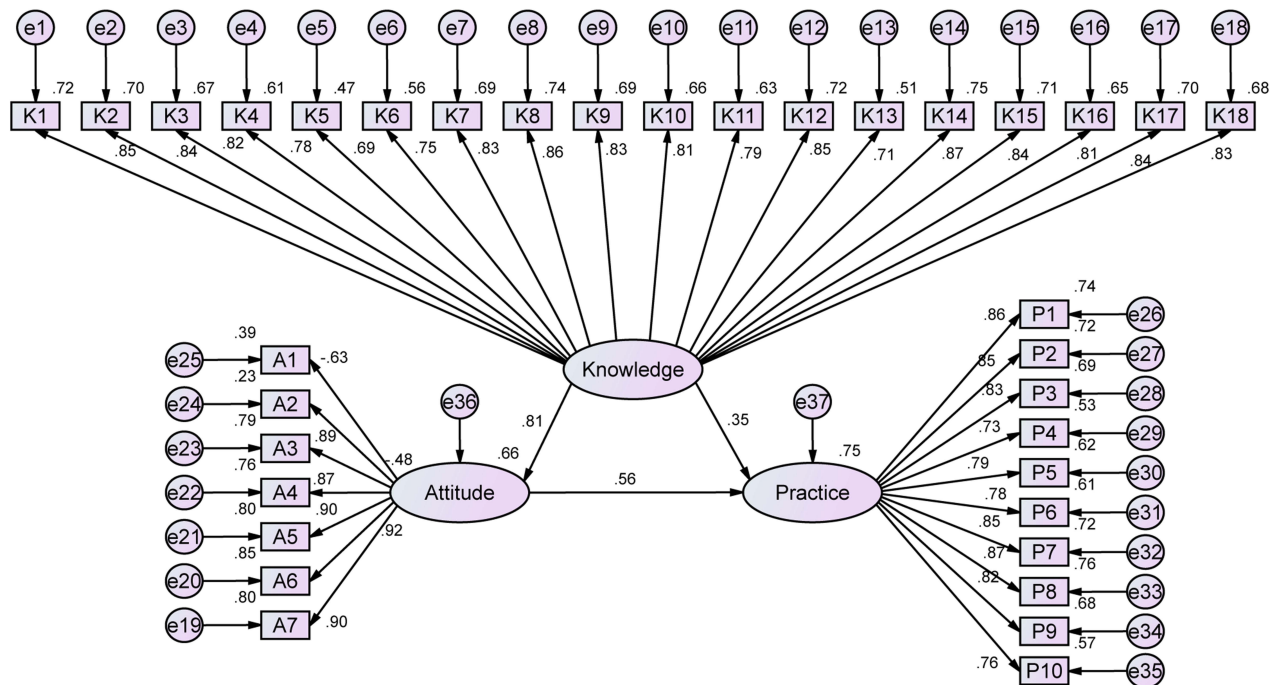 e1 e2 e3 e4 e5 e6 e7 e8 e9 e10 e11 e12 e13 e14 e15 e16 e17 e18
.72 .70 .67 .61 .47 .56 .69 .74 .69 .66 .63 .72 .51 .75 .71 .65 .70 .68
K1 K2 K3 K4 K5 K6 K7 K8 K9 K10 K11 K12 K13 K14 K15 K16 K17 K18
.85 .84 .82 .78 .69 .75 .83 .86 .83 .81 .79 .85 .71 .87 .84 .81 .84 .83
Knowledge
.81 .35
.39
e25 A1 -.63
.23
e24 A2
.79
e23 A3 .89
.76 -.48
e22 A4 .87
.80 .90
e21 A5 .92
.85
e20 A6
.80
e19 A7 .90
e36
.66
Attitude
.56
e37
.75
Practice
.74
.86 P1 e26
.72
.85 P2 e27
.69
.83 P3 e28
.53
.73 P4 e29
.62
.79 P5 e30
.61
.78 P6 e31
.72
.85 P7 e32
.76
.87 P8 e33
.68
.82 P9 e34
.57
.76 P10 e35